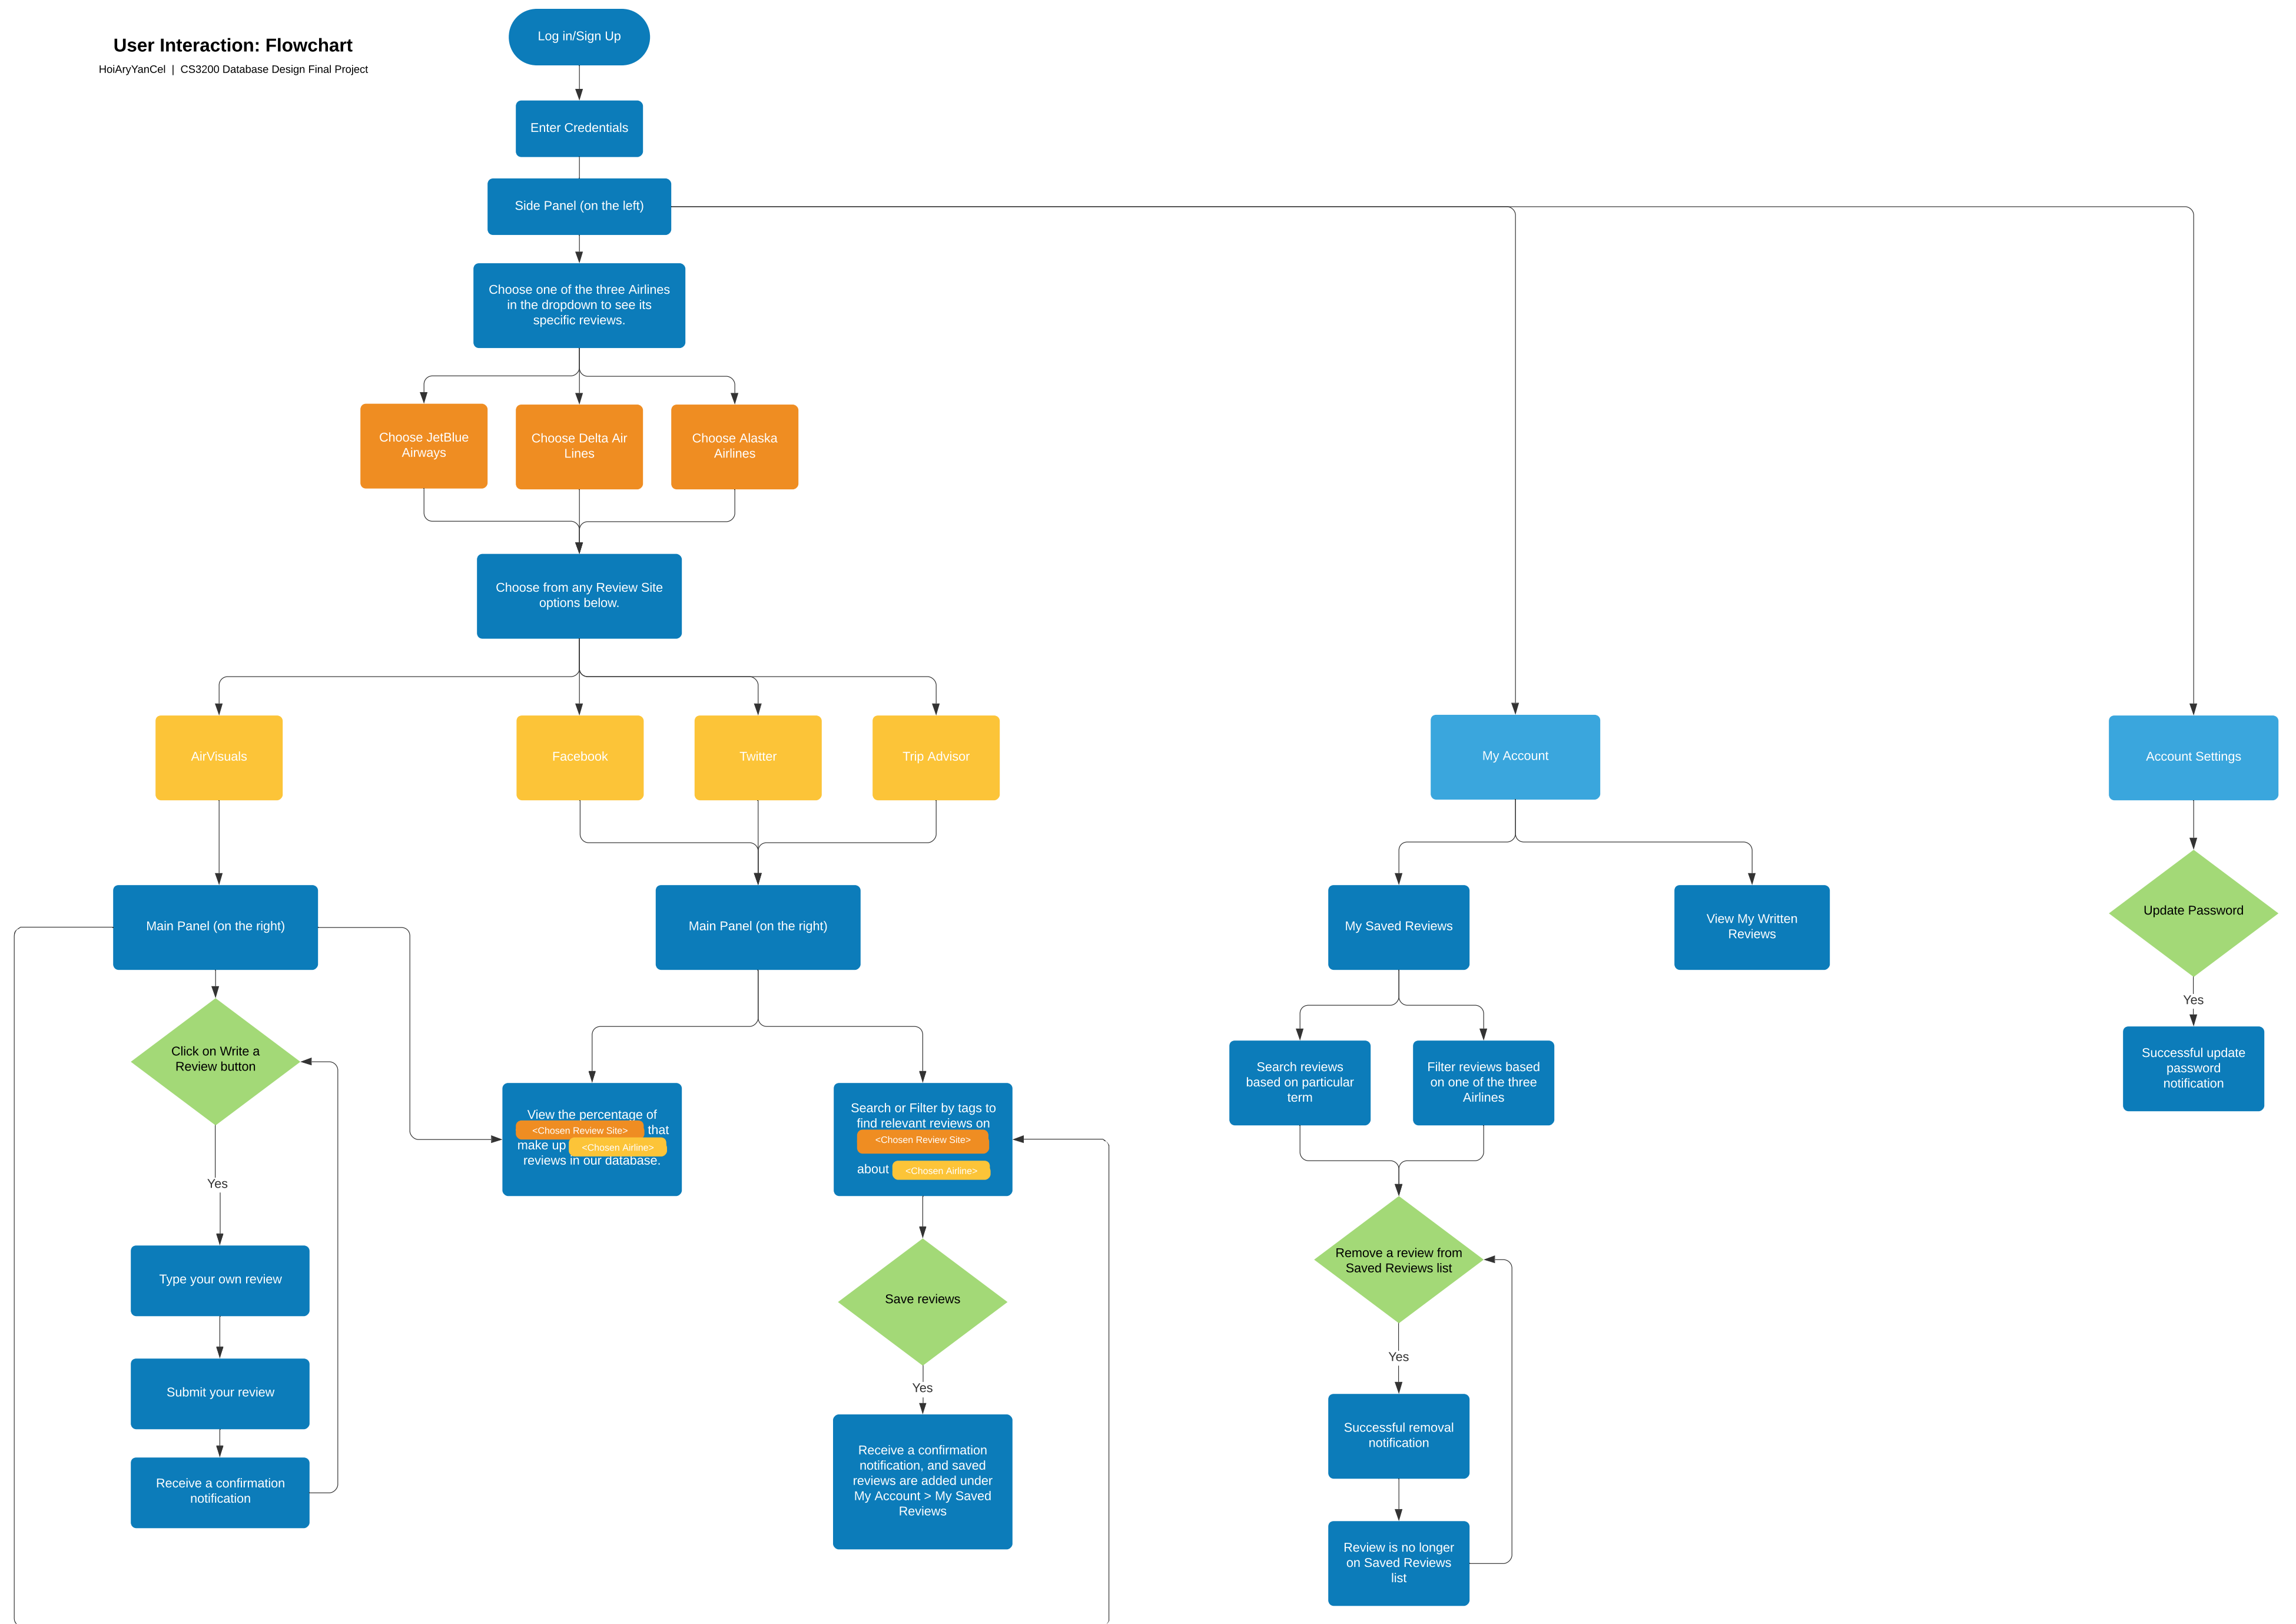 User Interaction: Flowchart
HoiAryYanCel | CS3200 Database Design Final Project
Log in/Sign Up
Enter Credentials
Side Panel (on the left)
Choose one of the three Airlines
in the dropdown to see its
specific reviews.
Choose JetBlue
Airways
Choose Delta Air
Lines
Choose Alaska
Airlines
Choose from any Review Site
options below.
AirVisuals
Facebook
Twitter
Trip Advisor
My Account
Account Settings
Main Panel (on the right)
Main Panel (on the right)
My Saved Reviews
View My Written
Reviews
Update Password
Yes
Successful update
password
notification
Click on Write a
Review button
Yes
Type your own review
Submit your review
Receive a confirmation
notification
View the percentage of
<Chosen Review Site> that
make up <Chosen Airline>
reviews in our database.
Search or Filter by tags to
find relevant reviews on
<Chosen Review Site>
about <Chosen Airline>
Save reviews
Yes
Receive a confirmation
notification, and saved
reviews are added under
My Account > My Saved
Reviews
Search reviews
based on particular
term
Filter reviews based
on one of the three
Airlines
Remove a review from
Saved Reviews list
Yes
Successful removal
notification
Review is no longer
on Saved Reviews
list